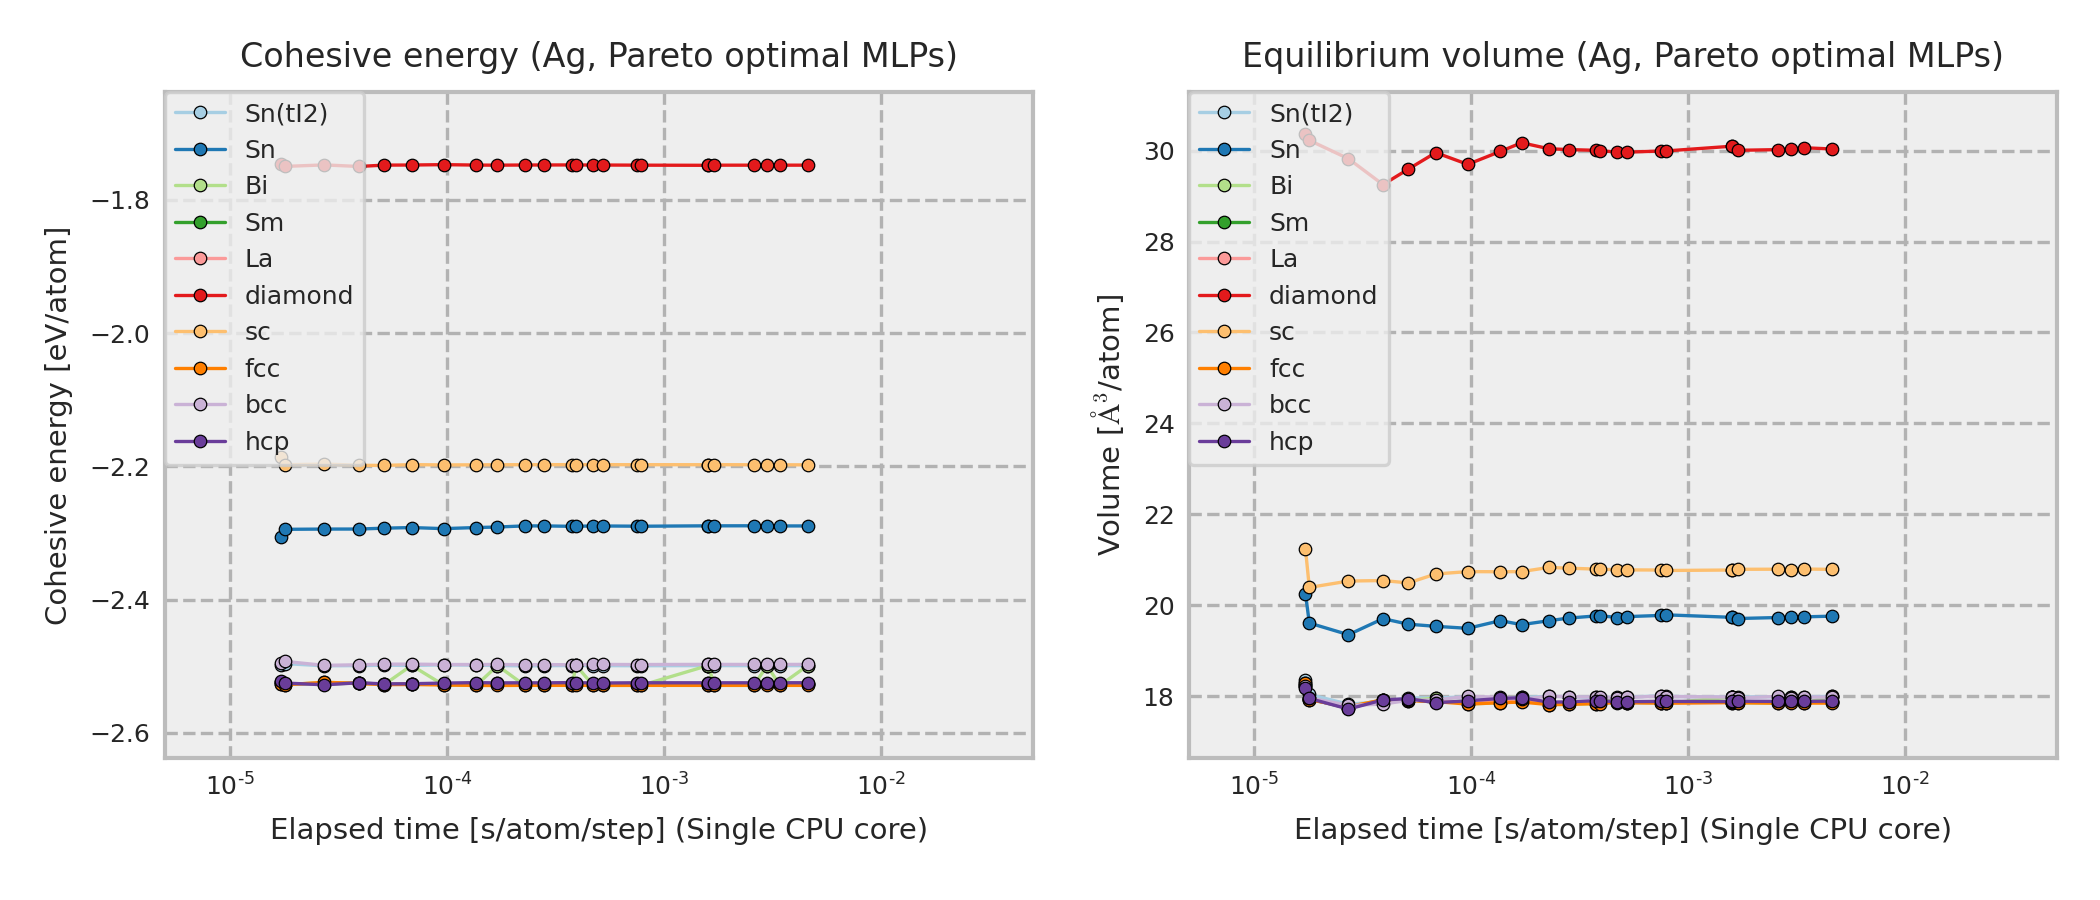 Cohesive energy (Ag, Pareto optimal MLPs)
Sn(tI2)
Sn
Bi
Sm
La
diamond
sc
fcc
bcc
hcp
−1.8
−2.0
−2.2
−2.4
−2.6
Cohesive energy [eV/atom]
10⁻⁵
10⁻⁴
10⁻³
10⁻²
Elapsed time [s/atom/step] (Single CPU core)
Equilibrium volume (Ag, Pareto optimal MLPs)
Sn(tI2)
Sn
Bi
Sm
La
diamond
sc
fcc
bcc
hcp
30
28
26
24
22
20
18
Volume [Å³/atom]
10⁻⁵
10⁻⁴
10⁻³
10⁻²
Elapsed time [s/atom/step] (Single CPU core)